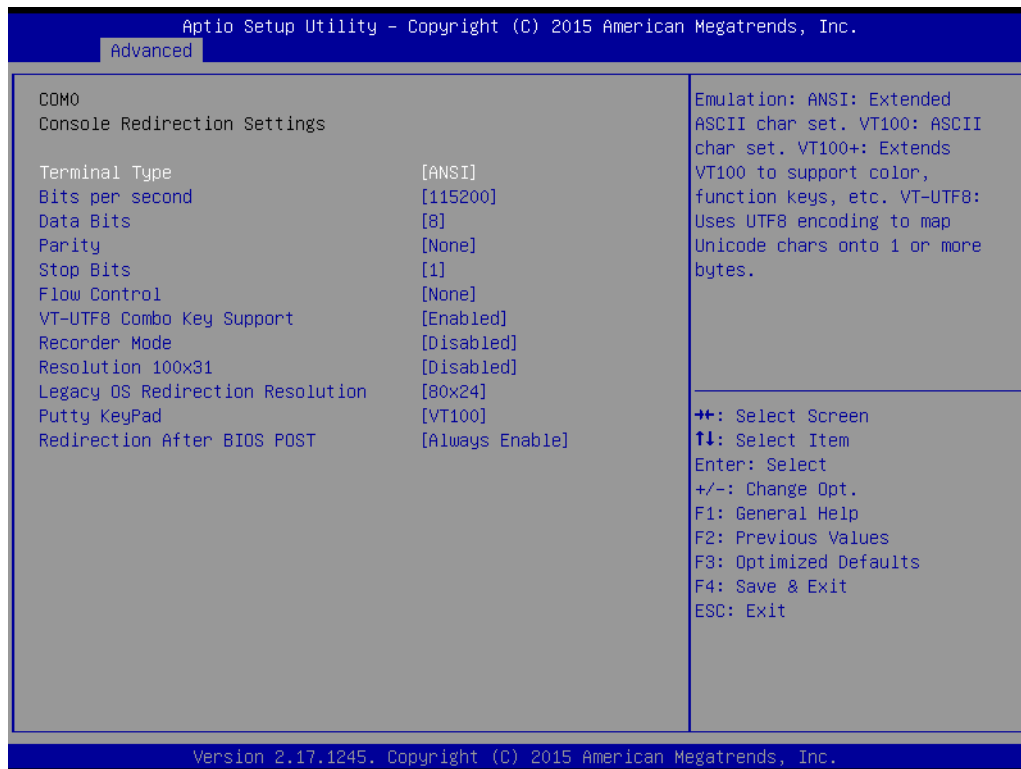 Aptio Setup Utility – Copyright (C) 2015 American Megatrends, Inc.
Advanced
COM0
Console Redirection Settings
Terminal Type [ANSI]
Bits per second [115200]
Data Bits [8]
Parity [None]
Stop Bits [1]
Flow Control [None]
VT-UTF8 Combo Key Support [Enabled]
Recorder Mode [Disabled]
Resolution 100x31 [Disabled]
Legacy OS Redirection Resolution [80x24]
Putty KeyPad [VT100]
Redirection After BIOS POST [Always Enable]
Emulation: ANSI: Extended
ASCII char set. VT100: ASCII
char set. VT100+: Extends
VT100 to support color,
function keys, etc. VT-UTF8:
Uses UTF8 encoding to map
Unicode chars onto 1 or more
bytes.
→←: Select Screen
↑↓: Select Item
Enter: Select
+/-: Change Opt.
F1: General Help
F2: Previous Values
F3: Optimized Defaults
F4: Save & Exit
ESC: Exit
Version 2.17.1245. Copyright (C) 2015 American Megatrends, Inc.